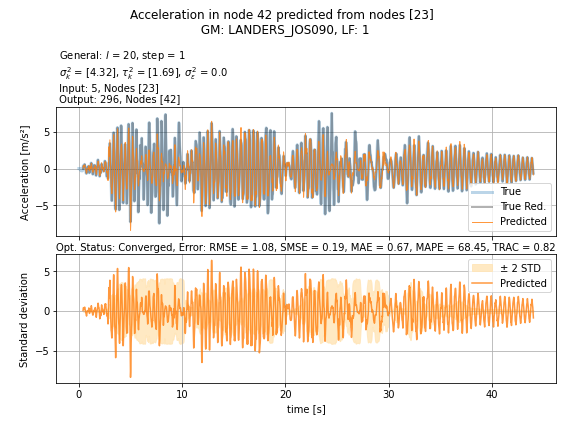 Acceleration in node 42 predicted from nodes [23]
GM: LANDERS_JOS090, LF: 1
General: l = 20, step = 1
σ²ₖ = [4.32], τ²ₖ = [1.69], σ²ₑ = 0.0
Input: 5, Nodes [23]
Output: 296, Nodes [42]
Acceleration [m/s²]
5
0
−5
True
True Red.
Predicted
Opt. Status: Converged, Error: RMSE = 1.08, SMSE = 0.19, MAE = 0.67, MAPE = 68.45, TRAC = 0.82
Standard deviation
5
0
−5
± 2 STD
Predicted
0
10
20
30
40
time [s]